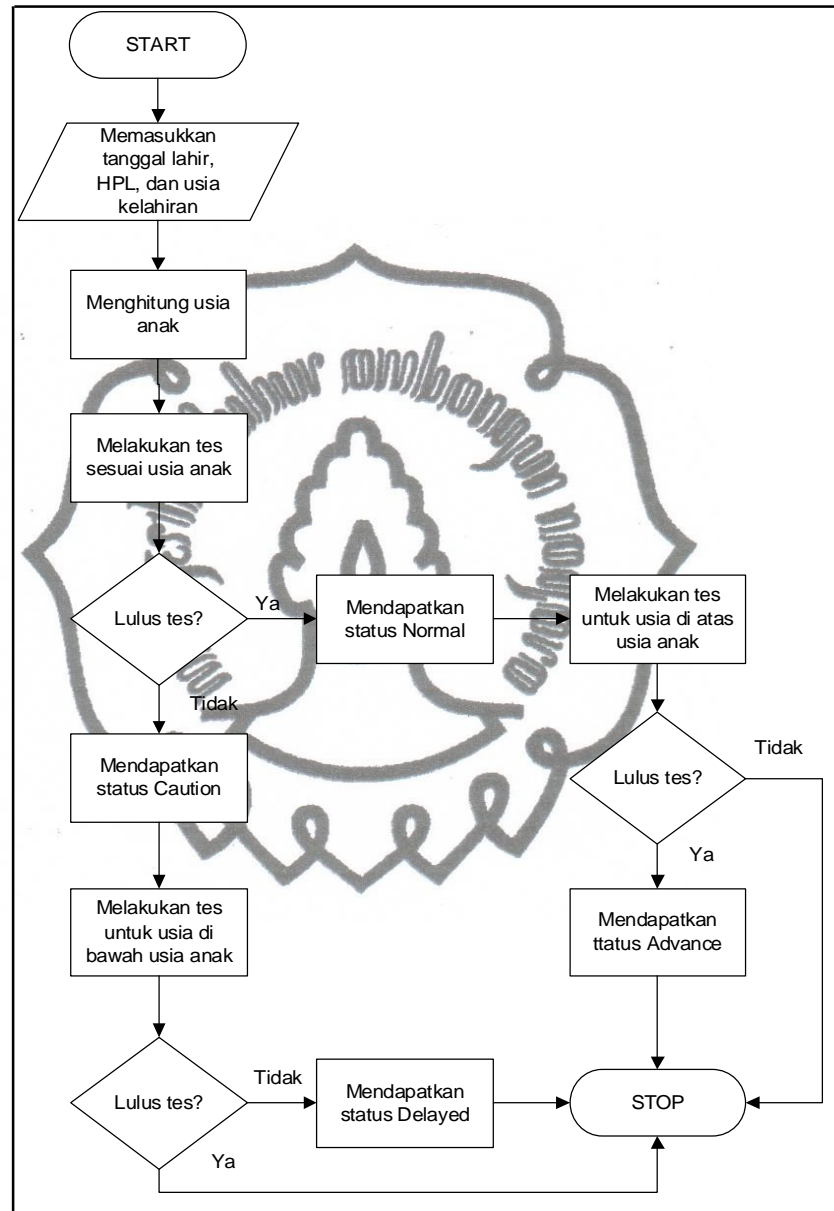 START
Memasukkan
tanggal lahir,
HPL, dan usia
kelahiran
Menghitung usia
anak
Melakukan tes
sesuai usia anak
Lulus tes?
Ya
Mendapatkan
status Normal
Melakukan tes
untuk usia di atas
usia anak
Tidak
Mendapatkan
status Caution
Lulus tes?
Tidak
Ya
Melakukan tes
untuk usia di
bawah usia anak
Mendapatkan
ttatus Advance
Lulus tes?
Tidak
Mendapatkan
status Delayed
STOP
Ya